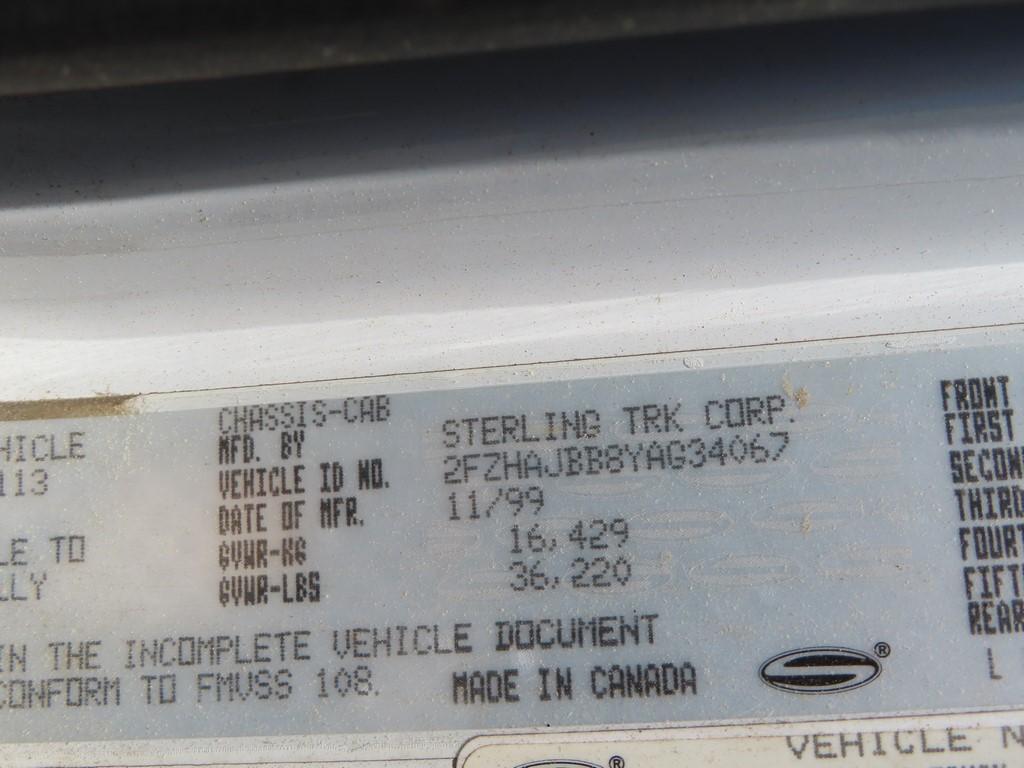 HICLE
113
LE TO
LLY
CHASSIS-CAB
MFD. BY STERLING TRK CORP.
VEHICLE ID NO. 2FZHAJBB8YAG34067
DATE OF MFR. 11/99
GVWR-KG 16,429
GVWR-LBS 36,220
IN THE INCOMPLETE VEHICLE DOCUMENT
CONFORM TO FMVSS 108.
MADE IN CANADA
®
FRONT
FIRST
SECON
THIRD
FOURT
FIFT
REAR
L
®
VEHICLE N